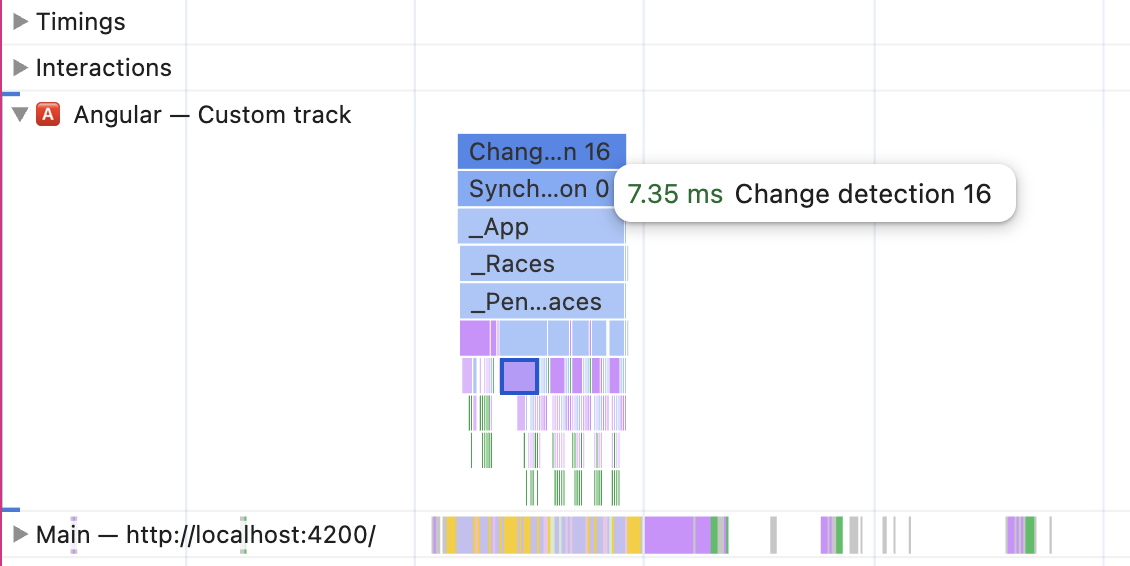 Timings
Interactions
A Angular — Custom track
Chang...n 16
Synch...on 0
7.35 ms Change detection 16
_App
_Races
_Pen...aces
Main — http://localhost:4200/